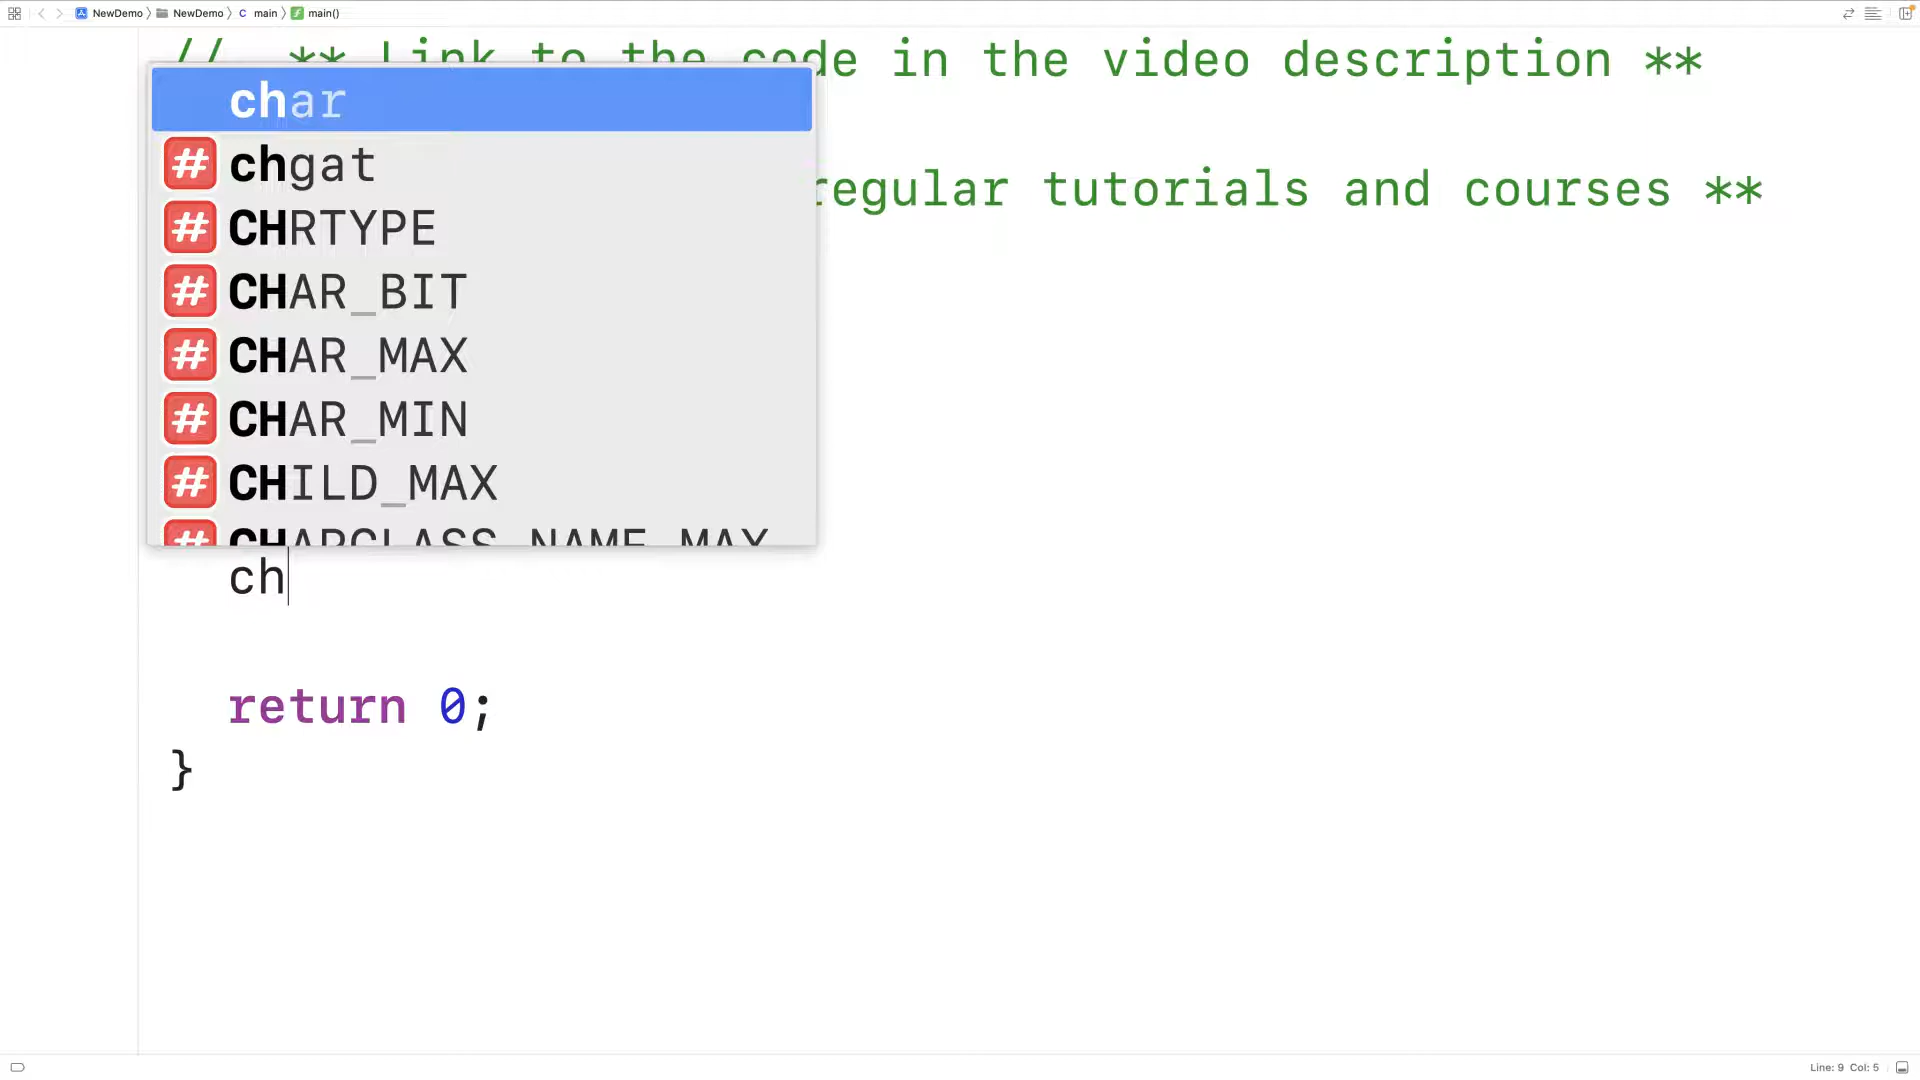 NewDemo NewDemo C main f main()
// ** Link to the code in the video description **
char
chgat
regular tutorials and courses **
CHRTYPE
CHAR_BIT
CHAR_MAX
CHAR_MIN
CHILD_MAX
CHARCLASS_NAME_MAX
ch
return 0;
}
Line: 9 Col: 5